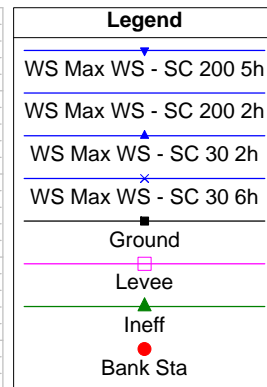 Legend
WS Max WS - SC 200 5h
WS Max WS - SC 200 2h
WS Max WS - SC 30 2h
WS Max WS - SC 30 6h
Ground
Levee
Ineff
Bank Sta